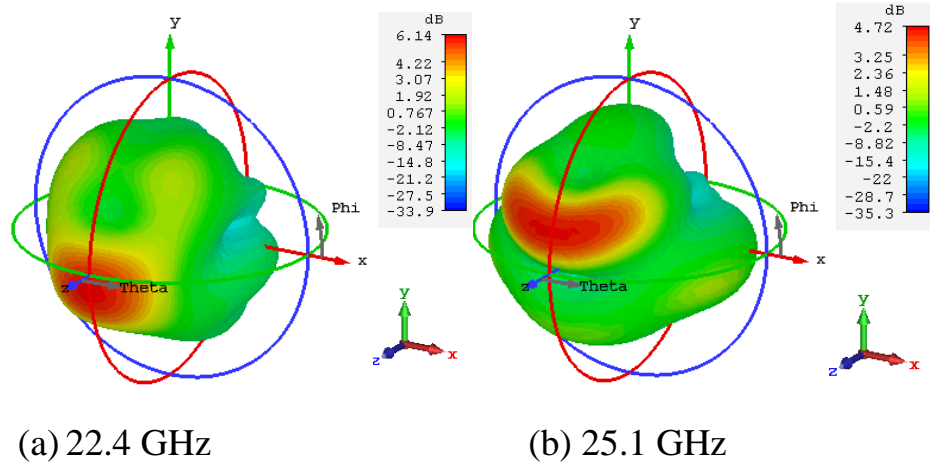 y
dB
6.14
4.22
3.07
1.92
0.767
-2.12
-8.47
-14.8
-21.2
-27.5
-33.9
Phi
x
z
Theta
y
z
x
y
dB
4.72
3.25
2.36
1.48
0.59
-2.2
-8.82
-15.4
-22
-28.6
-35.3
Phi
x
z
Theta
y
z
x
(a) 22.4 GHz
(b) 25.1 GHz